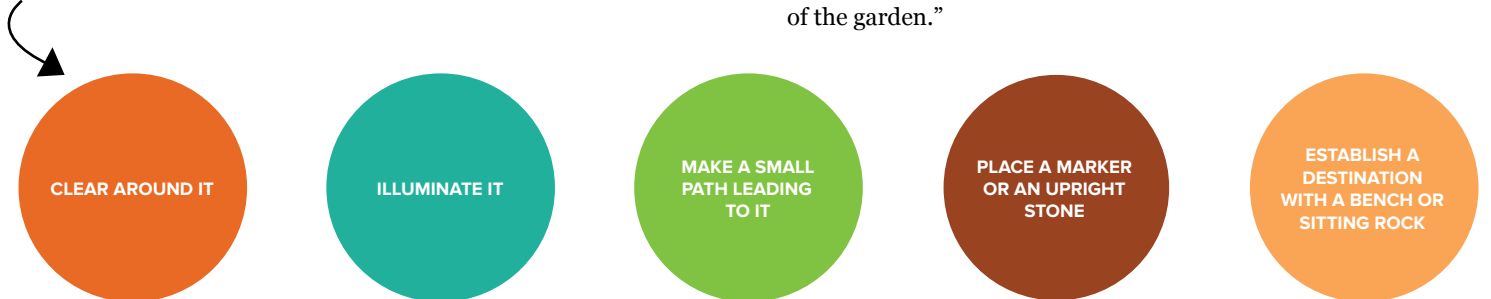 of the garden.”
CLEAR AROUND IT
ILLUMINATE IT
MAKE A SMALL
PATH LEADING
TO IT
PLACE A MARKER
OR AN UPRIGHT
STONE
ESTABLISH A
DESTINATION
WITH A BENCH OR
SITTING ROCK